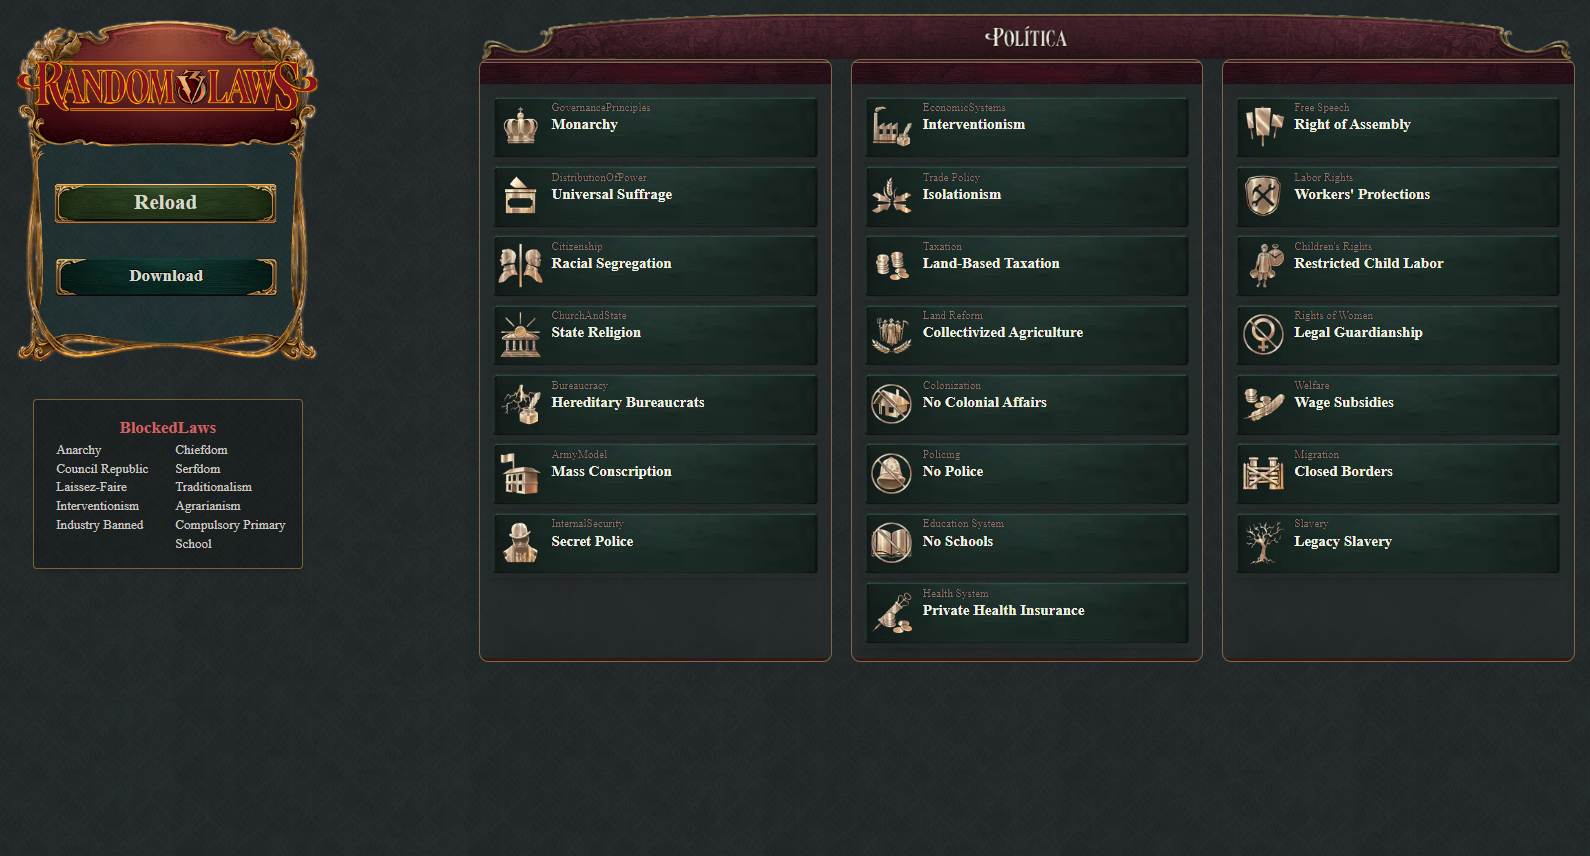 RANDOM V3 LAWS
Reload
Download
BlockedLaws
Anarchy
Council Republic
Laissez-Faire
Interventionism
Industry Banned
Chiefdom
Serfdom
Traditionalism
Agrarianism
Compulsory Primary
School
Política
GovernancePrinciples
Monarchy
DistributionOfPower
Universal Suffrage
Citizenship
Racial Segregation
ChurchAndState
State Religion
Bureaucracy
Hereditary Bureaucrats
ArmyModel
Mass Conscription
InternalSecurity
Secret Police
EconomicSystems
Interventionism
Trade Policy
Isolationism
Taxation
Land-Based Taxation
Land Reform
Collectivized Agriculture
Colonization
No Colonial Affairs
Policing
No Police
Education System
No Schools
Health System
Private Health Insurance
Free Speech
Right of Assembly
Labor Rights
Workers' Protections
Children's Rights
Restricted Child Labor
Rights of Women
Legal Guardianship
Welfare
Wage Subsidies
Migration
Closed Borders
Slavery
Legacy Slavery